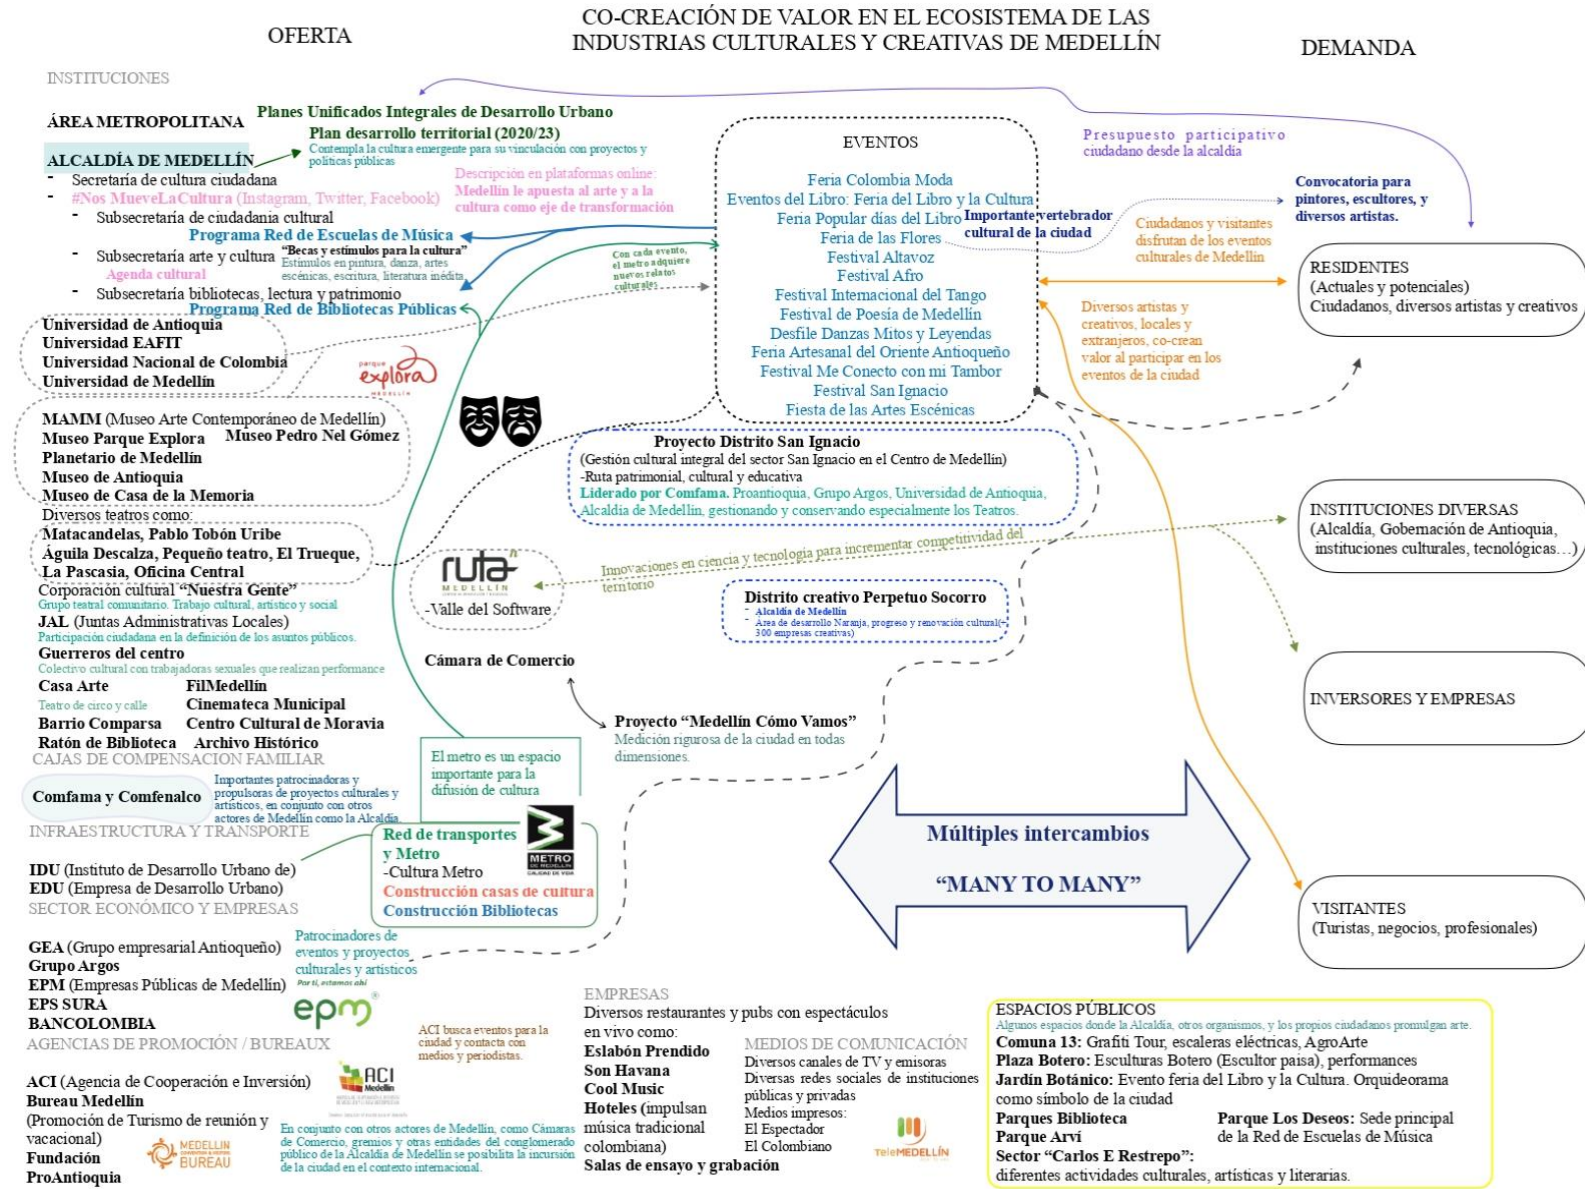 CO-CREACIÓN DE VALOR EN EL ECOSISTEMA DE LAS
INDUSTRIAS CULTURALES Y CREATIVAS DE MEDELLÍN
OFERTA
DEMANDA
INSTITUCIONES
ÁREA METROPOLITANA
Planes Unificados Integrales de Desarrollo Urbano
Plan desarrollo territorial (2020/23)
Contempla la cultura emergente para su vinculación con proyectos y
políticas públicas
ALCALDÍA DE MEDELLÍN
- Secretaría de cultura ciudadana
- #Nos MueveLaCultura (Instagram, Twitter, Facebook)
Descripción en plataformas online:
Medellín le apuesta al arte y a la
cultura como eje de transformación
- Subsecretaría de ciudadania cultural
Programa Red de Escuelas de Música
- Subsecretaría arte y cultura
Agenda cultural
“Becas y estímulos para la cultura”
Estímulos en pintura, danza, artes
escénicas, escritura, literatura inédita
- Subsecretaría bibliotecas, lectura y patrimonio
Programa Red de Bibliotecas Públicas
Universidad de Antioquia
Universidad EAFIT
Universidad Nacional de Colombia
Universidad de Medellín
parque
explora
MEDELLIN
MAMM (Museo Arte Contemporáneo de Medellín)
Museo Parque Explora Museo Pedro Nel Gómez
Planetario de Medellín
Museo de Antioquia
Museo de Casa de la Memoria
Diversos teatros como:
Matacandelas, Pablo Tobón Uribe
Águila Descalza, Pequeño teatro, El Trueque,
La Pascasia, Oficina Central
Corporación cultural “Nuestra Gente”
Grupo teatral comunitario. Trabajo cultural, artístico y social
JAL (Juntas Administrativas Locales)
Participación ciudadana en la definición de los asuntos públicos.
Guerreros del centro
Colectivo cultural con trabajadoras sexuales que realizan performance
Casa Arte FilMedellín
Teatro de circo y calle Cinemateca Municipal
Barrio Comparsa Centro Cultural de Moravia
Ratón de Biblioteca Archivo Histórico
CAJAS DE COMPENSACION FAMILIAR
Comfama y Comfenalco
Importantes patrocinadoras y
propulsoras de proyectos culturales y
artísticos, en conjunto con otros
actores de Medellín como la Alcaldía.
INFRAESTRUCTURA Y TRANSPORTE
IDU (Instituto de Desarrollo Urbano de)
EDU (Empresa de Desarrollo Urbano)
SECTOR ECONÓMICO Y EMPRESAS
GEA (Grupo empresarial Antioqueño)
Grupo Argos
EPM (Empresas Públicas de Medellín)
EPS SURA
BANCOLOMBIA
Patrocinadores de
eventos y proyectos
culturales y artísticos
Por ti, estamos ahí
epm®
AGENCIAS DE PROMOCIÓN / BUREAUX
ACI (Agencia de Cooperación e Inversión)
Bureau Medellín
(Promoción de Turismo de reunión y
vacacional)
Fundación
ProAntioquia
ACI
Medellín
MEDELLIN
BUREAU
ACI busca eventos para la
ciudad y contacta con
medios y periodistas.
En conjunto con otros actores de Medellín, como Cámaras
de Comercio, gremios y otras entidades del conglomerado
público de la Alcaldía de Medellín se posibilita la incursión
de la ciudad en el contexto internacional.
Con cada evento,
el metro adquiere
nuevos relatos
culturales
EVENTOS
Feria Colombia Moda
Eventos del Libro: Feria del Libro y la Cultura
Feria Popular días del Libro
Feria de las Flores
Festival Altavoz
Festival Afro
Festival Internacional del Tango
Festival de Poesía de Medellín
Desfile Danzas Mitos y Leyendas
Feria Artesanal del Oriente Antioqueño
Festival Me Conecto con mi Tambor
Festival San Ignacio
Fiesta de las Artes Escénicas
Importante vertebrador
cultural de la ciudad
Proyecto Distrito San Ignacio
(Gestión cultural integral del sector San Ignacio en el Centro de Medellín)
-Ruta patrimonial, cultural y educativa
Liderado por Comfama. Proantioquia, Grupo Argos, Universidad de Antioquia,
Alcaldía de Medellín, gestionando y conservando especialmente los Teatros.
ruta n
MEDELLIN
-Valle del Software
Innovaciones en ciencia y tecnología para incrementar competitividad del
terrtorio
Distrito creativo Perpetuo Socorro
- Alcaldía de Medellín
- Área de desarrollo Naranja, progreso y renovación cultural(+
300 empresas creativas)
Cámara de Comercio
Proyecto “Medellín Cómo Vamos”
Medición rigurosa de la ciudad en todas
dimensiones.
El metro es un espacio
importante para la
difusión de cultura
Red de transportes
y Metro
-Cultura Metro
Construcción casas de cultura
Construcción Bibliotecas
METRO
DE MEDELLÍN
CALIDAD DE VIDA
Múltiples intercambios
“MANY TO MANY”
Presupuesto participativo
ciudadano desde la alcaldía
Convocatoria para
pintores, escultores, y
diversos artistas.
Ciudadanos y visitantes
disfrutan de los eventos
culturales de Medellín
Diversos artistas y
creativos, locales y
extranjeros, co-crean
valor al participar en los
eventos de la ciudad
RESIDENTES
(Actuales y potenciales)
Ciudadanos, diversos artistas y creativos
INSTITUCIONES DIVERSAS
(Alcaldía, Gobernación de Antioquia,
instituciones culturales, tecnológicas…)
INVERSORES Y EMPRESAS
VISITANTES
(Turistas, negocios, profesionales)
EMPRESAS
Diversos restaurantes y pubs con espectáculos
en vivo como:
Eslabón Prendido
Son Havana
Cool Music
Hoteles (impulsan
música tradicional
colombiana)
Salas de ensayo y grabación
MEDIOS DE COMUNICACIÓN
Diversos canales de TV y emisoras
Diversas redes sociales de instituciones
públicas y privadas
Medios impresos:
El Espectador
El Colombiano
TeleMEDELLÍN
ESPACIOS PÚBLICOS
Algunos espacios donde la Alcaldía, otros organismos, y los propios ciudadanos promulgan arte.
Comuna 13: Grafiti Tour, escaleras eléctricas, AgroArte
Plaza Botero: Esculturas Botero (Escultor paisa), performances
Jardín Botánico: Evento feria del Libro y la Cultura. Orquideorama
como símbolo de la ciudad
Parques Biblioteca
Parque Arví
Parque Los Deseos: Sede principal
de la Red de Escuelas de Música
Sector “Carlos E Restrepo”:
diferentes actividades culturales, artísticas y literarias.